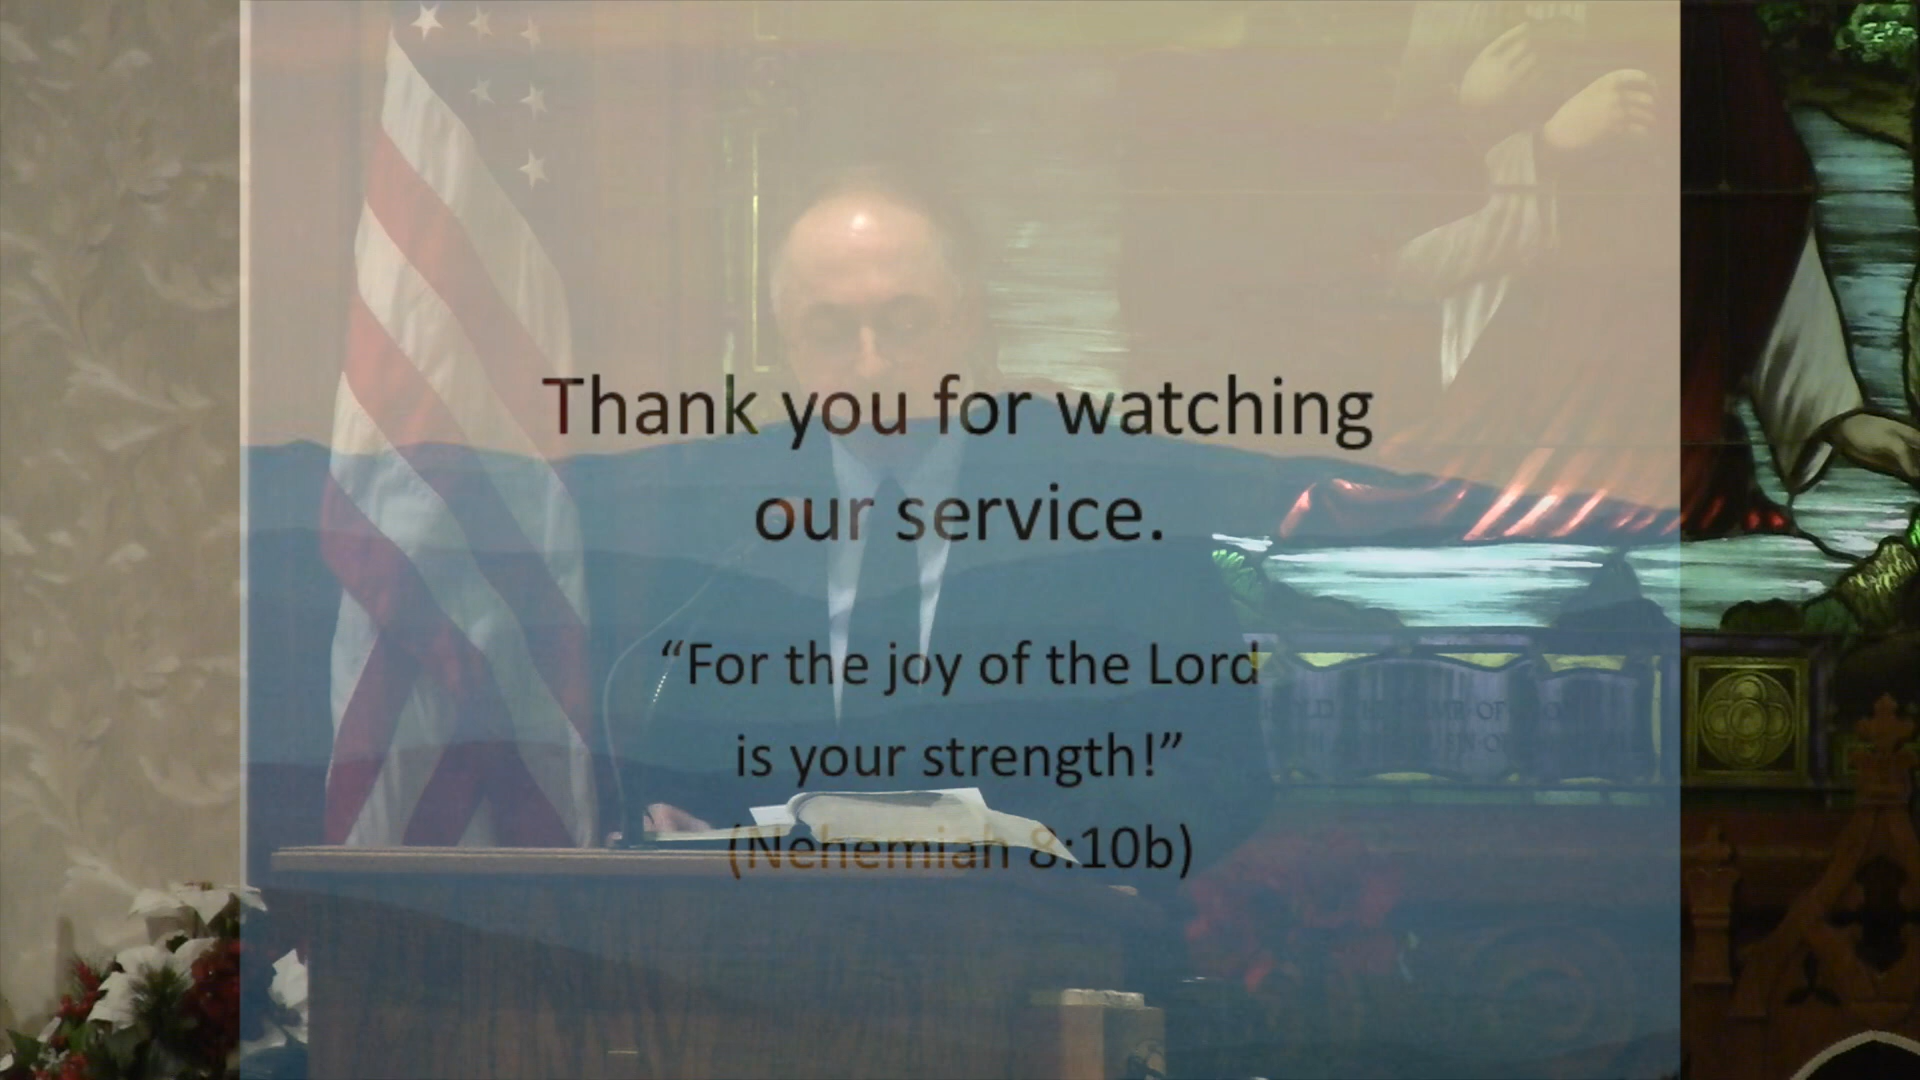 Thank you for watching
our service.
“For the joy of the Lord
is your strength!”
(Nehemiah 8:10b)